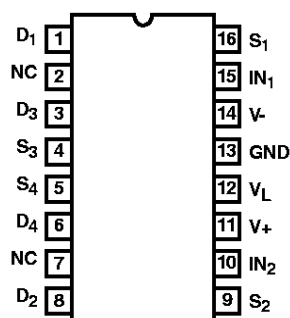 D1 1 16 S1
NC 2 15 IN1
D3 3 14 V-
S3 4 13 GND
S4 5 12 VL
D4 6 11 V+
NC 7 10 IN2
D2 8 9 S2